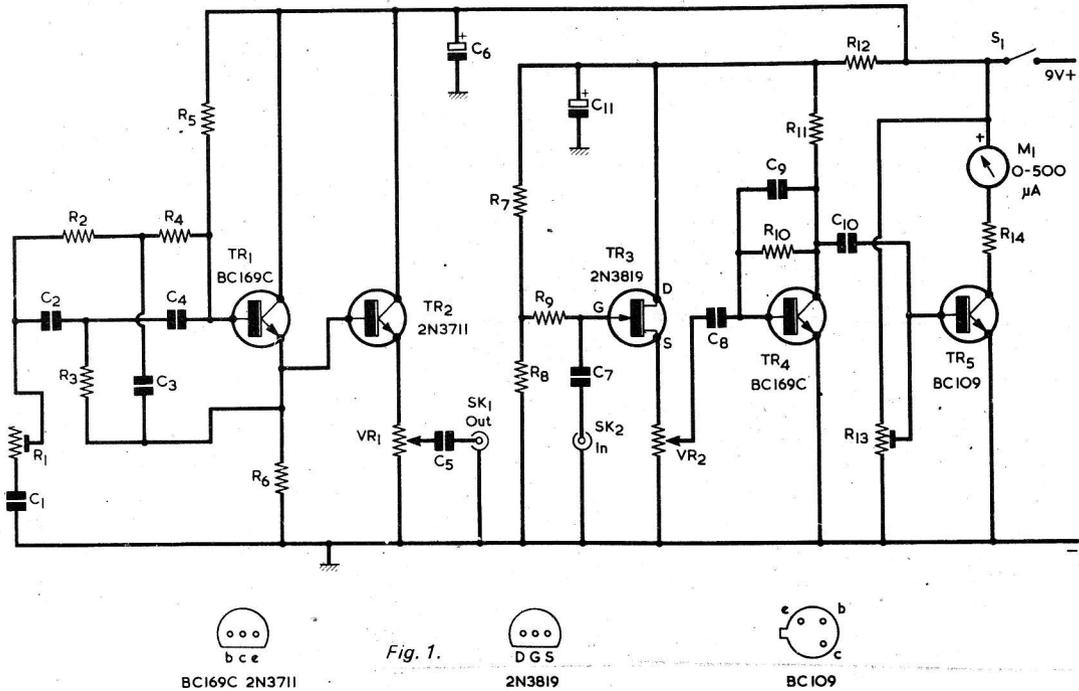 R12
S1
9V+
+
C6
+
C11
R5
R11
+
M1
0-500
µA
C9
R7
R2
R4
R10
C10
R14
TR1
BC169C
TR3
2N3819
C2
C4
TR2
2N3711
R9
G
D
S
C8
TR4
BC169C
TR5
BC109
R3
C3
R8
C7
SK1
Out
SK2
In
R1
VR1
C5
VR2
R13
R6
C1
–
e
b
c
b c e
Fig. 1.
D G S
BC169C 2N3711
2N3819
BC109